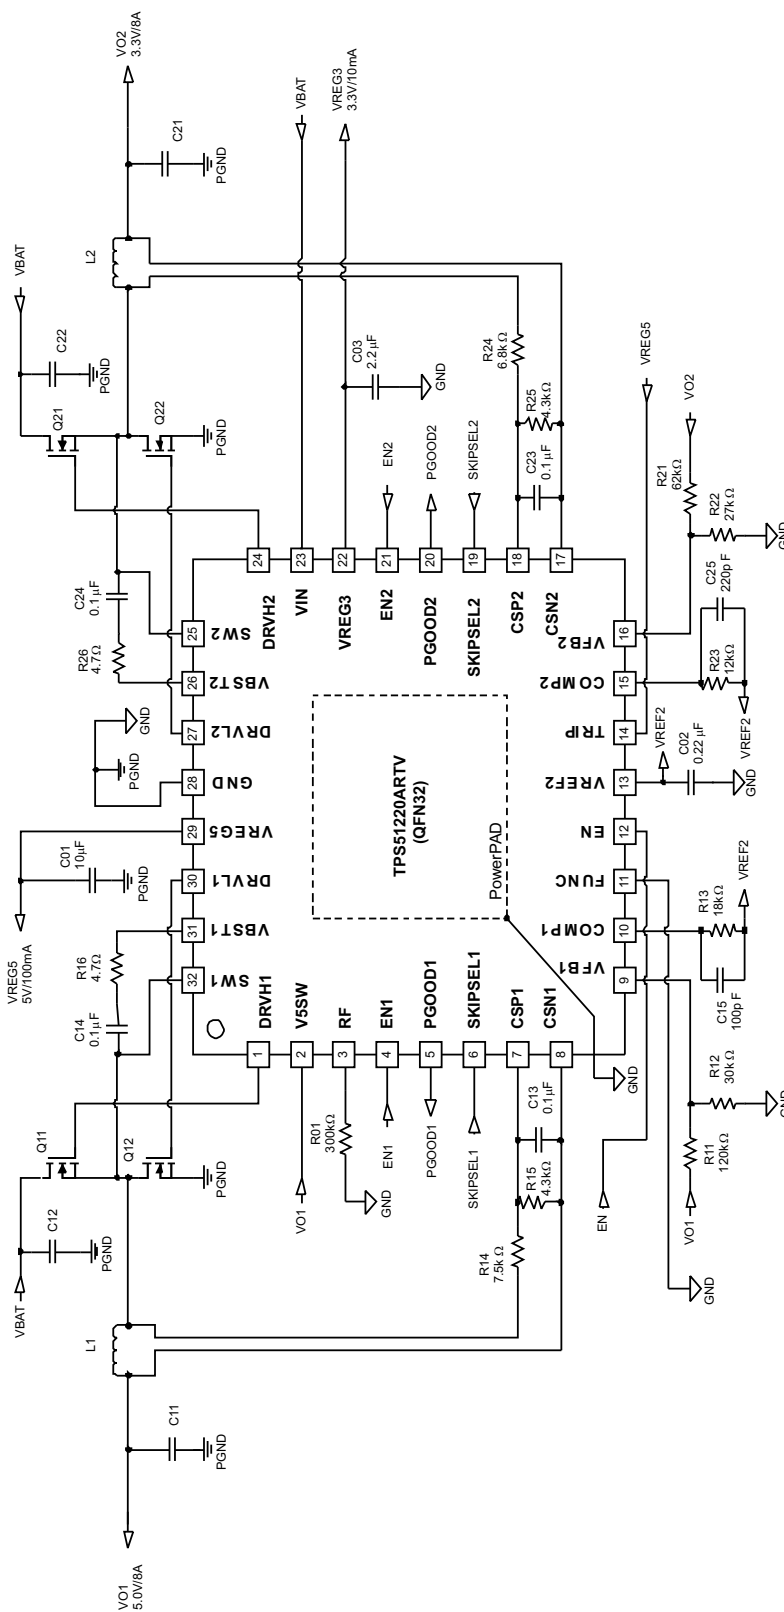 VO1
5.0V/8A
C11
PGND
L1
VBAT
C12
PGND
Q11
Q12
PGND
C14
0.1μF
R16
4.7Ω
VREG5
5V/100mA
C01
10μF
PGND
PGND
GND
R26
4.7Ω
C24
0.1μF
Q21
Q22
PGND
C22
PGND
VBAT
L2
C21
PGND
VO2
3.3V/8A
32
SW1
31
VBST1
30
DRVL1
29
VREG5
28
GND
27
DRVL2
26
VBST2
25
SW2
1
DRVH1
2
V5SW
3
RF
4
EN1
5
PGOOD1
6
SKIPSEL1
7
CSP1
8
CSN1
VO1
R01
300kΩ
GND
EN1
PGOOD1
SKIPSEL1
R14
7.5kΩ
R15
4.3kΩ
C13
0.1μF
TPS51220ARTV
(QFN32)
PowerPAD
GND
24
DRVH2
23
VIN
22
VREG3
21
EN2
20
PGOOD2
19
SKIPSEL2
18
CSP2
17
CSN2
VBAT
VREG3
3.3V/10mA
C03
2.2μF
GND
EN2
PGOOD2
SKIPSEL2
C23
0.1μF
R25
4.3kΩ
R24
6.8kΩ
9
VFB1
10
COMP1
11
FUNC
12
EN
13
VREF2
14
TRIP
15
COMP2
16
VFB2
EN
VO1
R11
120kΩ
R12
30kΩ
GND
GND
C15
100pF
R13
18kΩ
VREF2
VREF2
C02
0.22μF
GND
VREG5
R23
12kΩ
C25
220pF
VREF2
R21
62kΩ
R22
27kΩ
GND
VO2